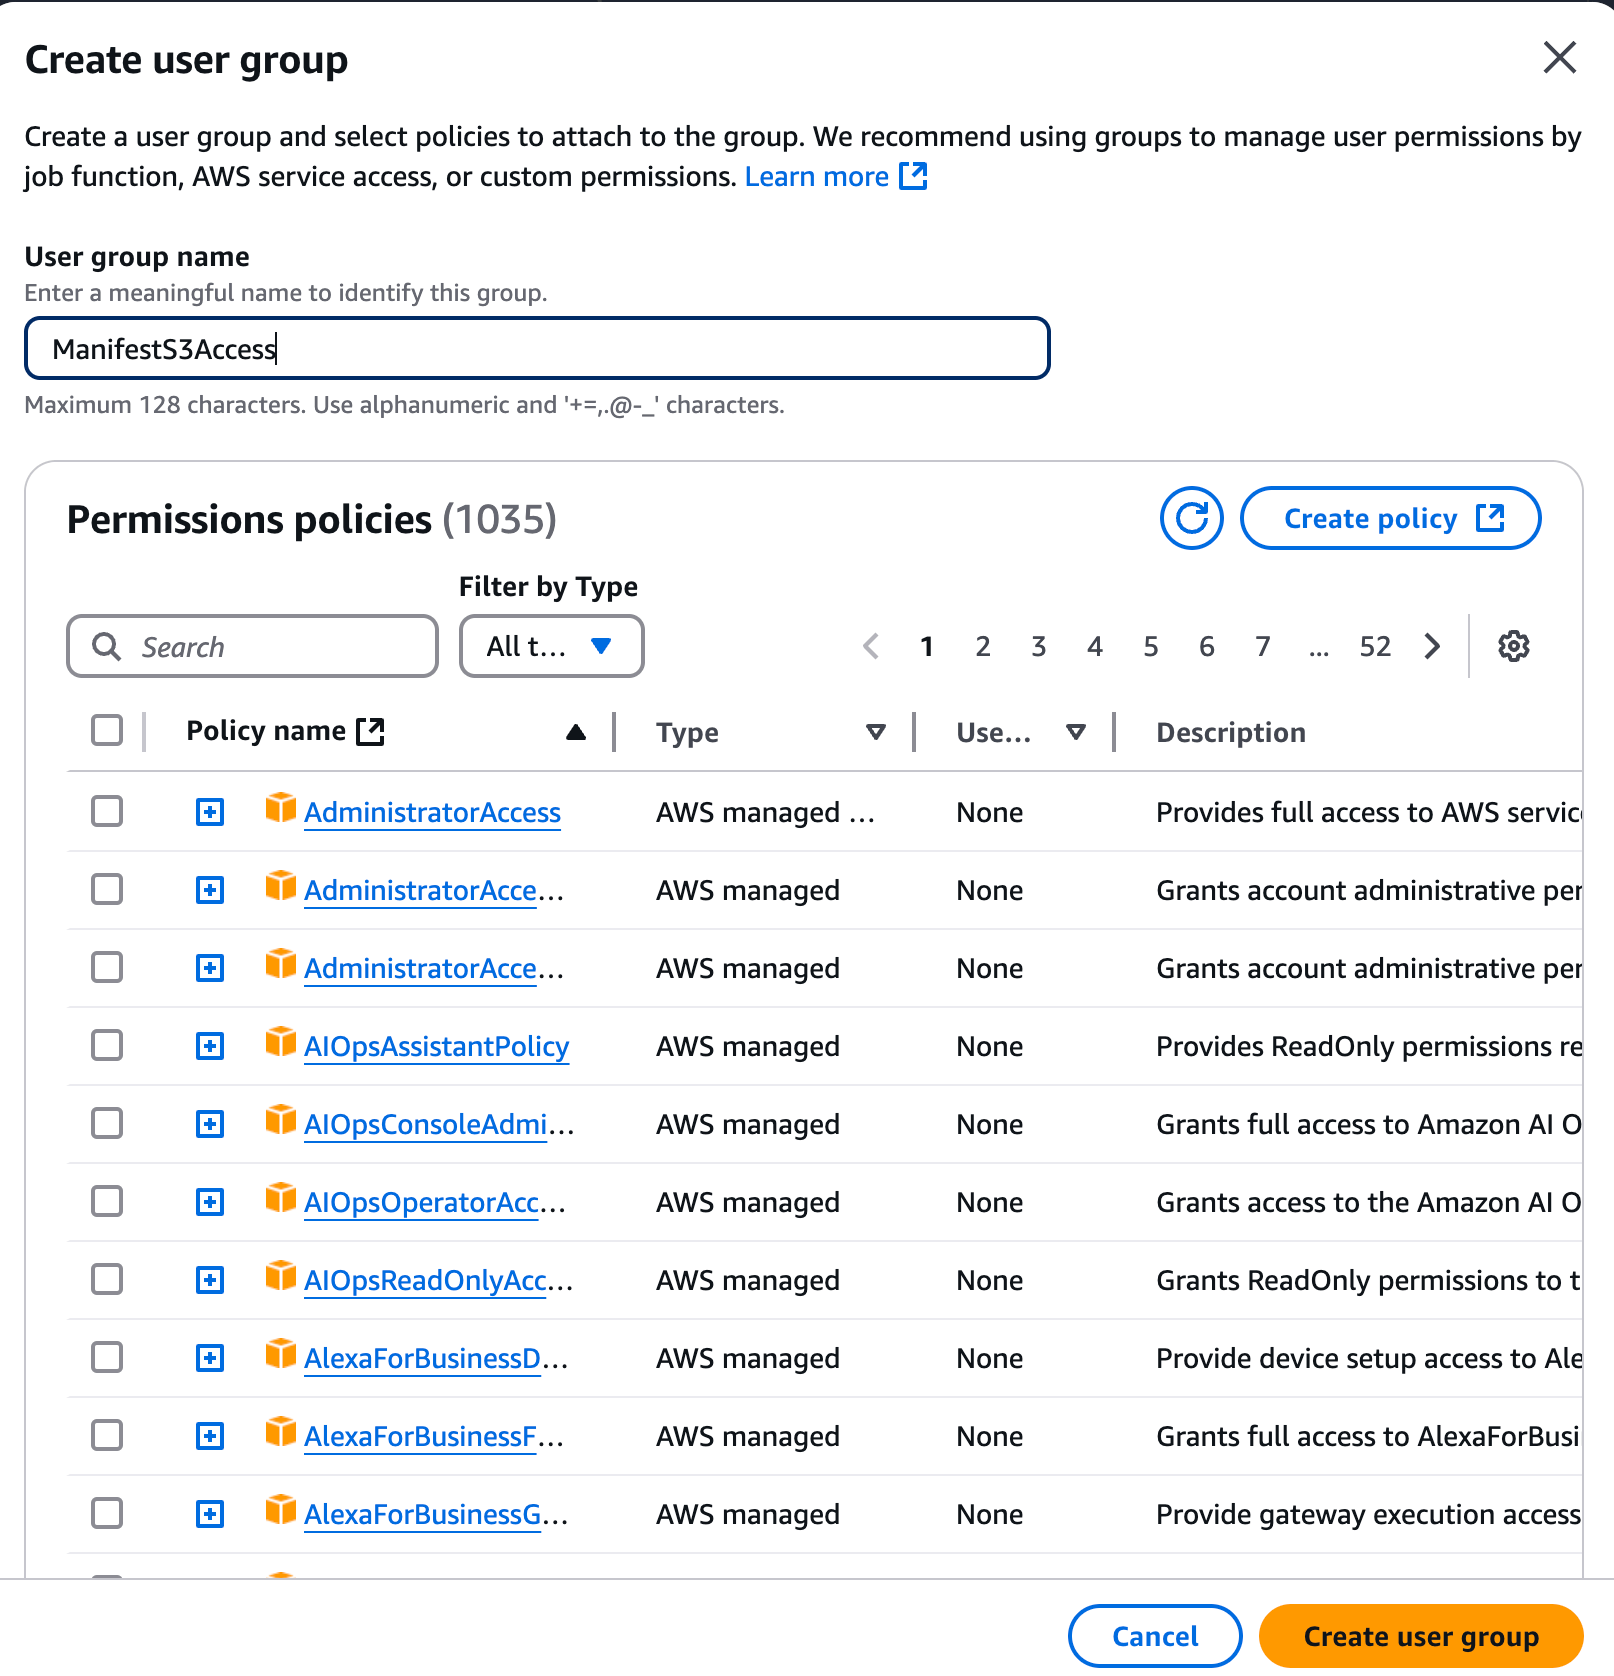 Create user group
Create a user group and select policies to attach to the group. We recommend using groups to manage user permissions by
job function, AWS service access, or custom permissions. Learn more
User group name
Enter a meaningful name to identify this group.
ManifestS3Access
Maximum 128 characters. Use alphanumeric and '+=,.@-_' characters.
Permissions policies (1035)
Create policy
Filter by Type
Search
All t...
1 2 3 4 5 6 7 ... 52
Policy name Type Use... Description
AdministratorAccess AWS managed ... None Provides full access to AWS servic
AdministratorAcce... AWS managed None Grants account administrative per
AdministratorAcce... AWS managed None Grants account administrative per
AIOpsAssistantPolicy AWS managed None Provides ReadOnly permissions re
AIOpsConsoleAdmi... AWS managed None Grants full access to Amazon AI O
AIOpsOperatorAcc... AWS managed None Grants access to the Amazon AI O
AIOpsReadOnlyAcc... AWS managed None Grants ReadOnly permissions to t
AlexaForBusinessD... AWS managed None Provide device setup access to Ale
AlexaForBusinessF... AWS managed None Grants full access to AlexaForBusi
AlexaForBusinessG... AWS managed None Provide gateway execution access
Cancel
Create user group